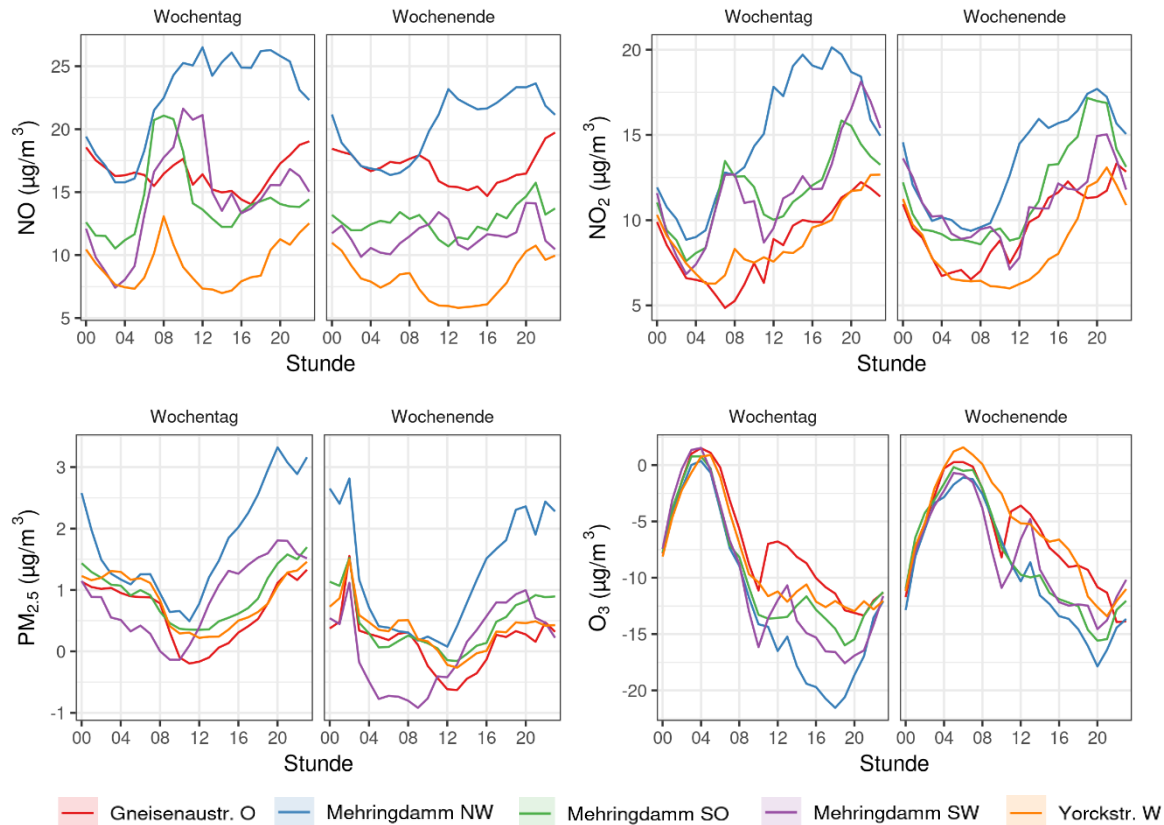 Wochentag Wochenende
NO (µg/m³)
25
20
15
10
5
00 04 08 12 16 20 00 04 08 12 16 20
Stunde
Wochentag Wochenende
NO₂ (µg/m³)
20
15
10
5
00 04 08 12 16 20 00 04 08 12 16 20
Stunde
Wochentag Wochenende
PM₂.₅ (µg/m³)
3
2
1
0
-1
00 04 08 12 16 20 00 04 08 12 16 20
Stunde
Wochentag Wochenende
O₃ (µg/m³)
0
-5
-10
-15
-20
00 04 08 12 16 20 00 04 08 12 16 20
Stunde
Gneisenaustr. O Mehringdamm NW Mehringdamm SO Mehringdamm SW Yorckstr. W